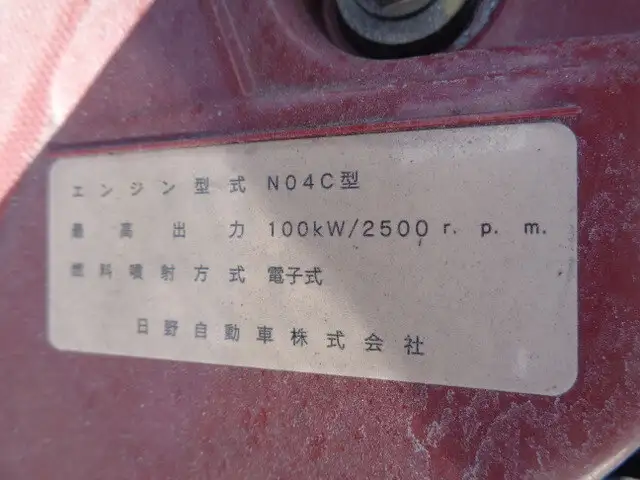 エンジン型式 N04C型
最高出力 100kW/2500 r. p. m.
燃料噴射方式 電子式
日野自動車株式会社